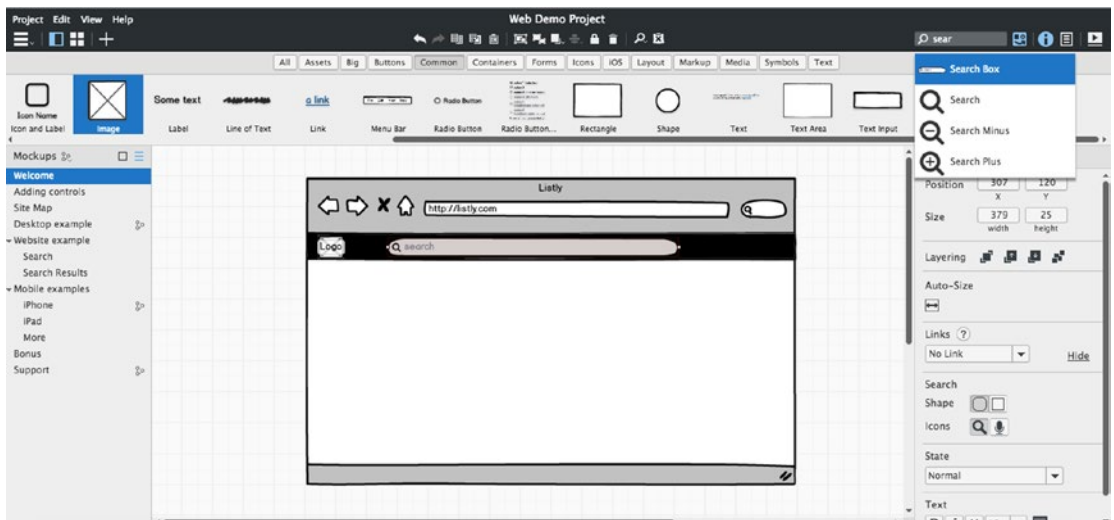 Project Edit View Help
Web Demo Project
sear
All Assets Big Buttons Common Containers Forms Icons iOS Layout Markup Media Symbols Text
Search Box
Search
Search Minus
Search Plus
Icon Name
Some text
a link
Radio Button
Icon and Label
Image
Label
Line of Text
Link
Menu Bar
Radio Button
Radio Button...
Rectangle
Shape
Text
Text Area
Text Input
Mockups
Welcome
Adding controls
Site Map
Desktop example
Website example
Search
Search Results
Mobile examples
iPhone
iPad
More
Bonus
Support
Listly
http://listly.com
Logo
search
Position 307 120
X Y
Size 379 25
width height
Layering
Auto-Size
Links ?
No Link
Hide
Search
Shape
Icons
State
Normal
Text